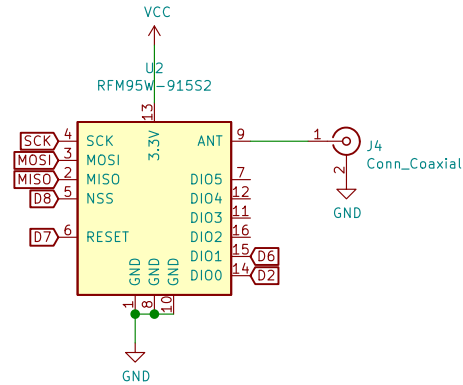 VCC
U2
RFM95W-915S2
13
3.3V
SCK 4 SCK
MOSI 3 MOSI
MISO 2 MISO
D8 5 NSS
D7 6 RESET
ANT 9
1
J4
Conn_Coaxial
2
GND
DIO5 7
DIO4 12
DIO3 11
DIO2 16
DIO1 15 D6
DIO0 14 D2
GND GND GND
1 8 10
GND